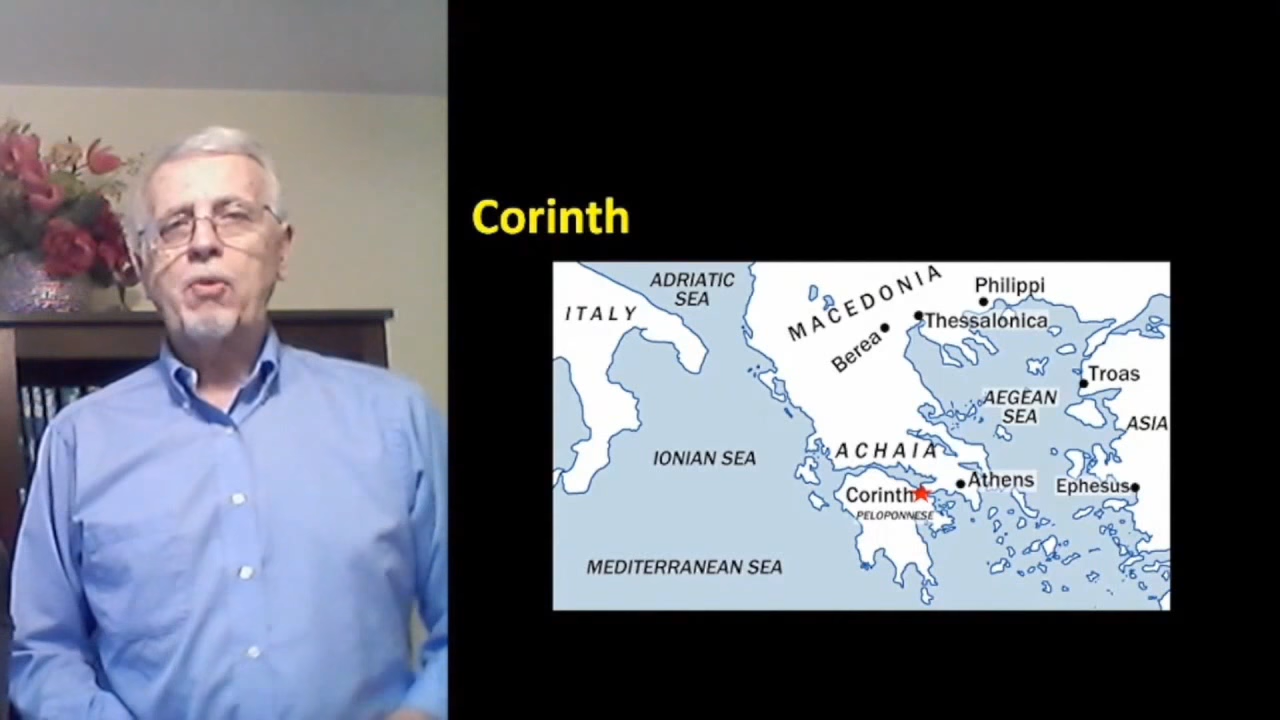 Corinth
ADRIATIC
SEA
ITALY
MACEDONIA
Philippi
Thessalonica
Berea
Troas
AEGEAN
SEA
ASIA
ACHAIA
IONIAN SEA
Athens
Ephesus
Corinth
PELOPONNESE
MEDITERRANEAN SEA